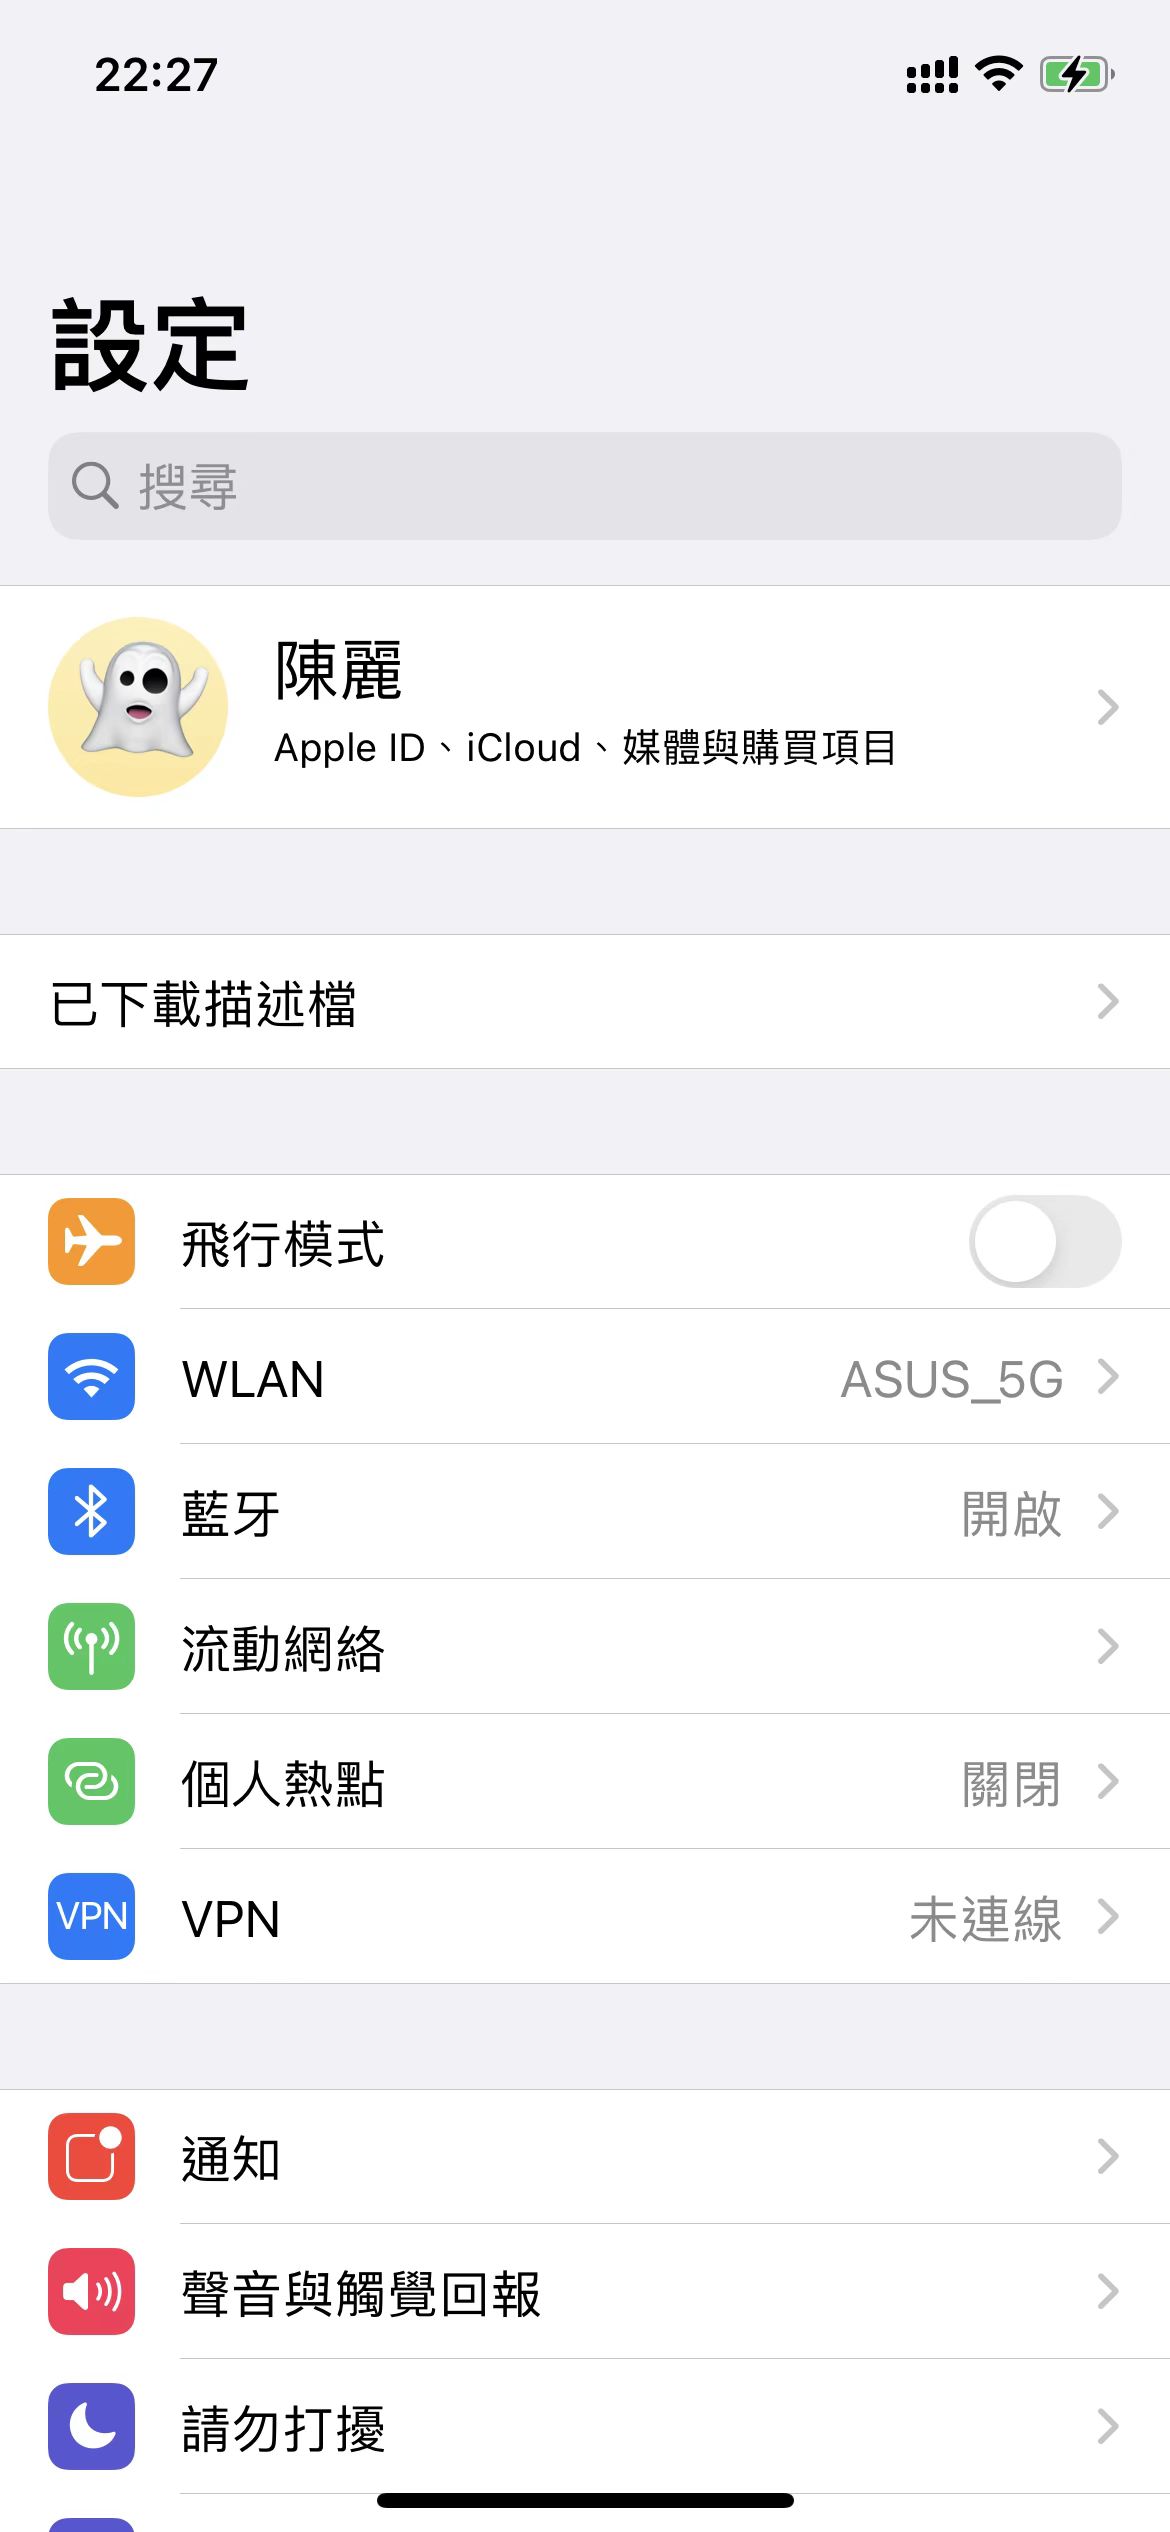 22:27
設定
搜尋
陳麗
Apple ID、iCloud、媒體與購買項目
已下載描述檔
飛行模式
WLAN ASUS_5G
藍牙 開啟
流動網絡
個人熱點 關閉
VPN VPN 未連線
通知
聲音與觸覺回報
請勿打擾